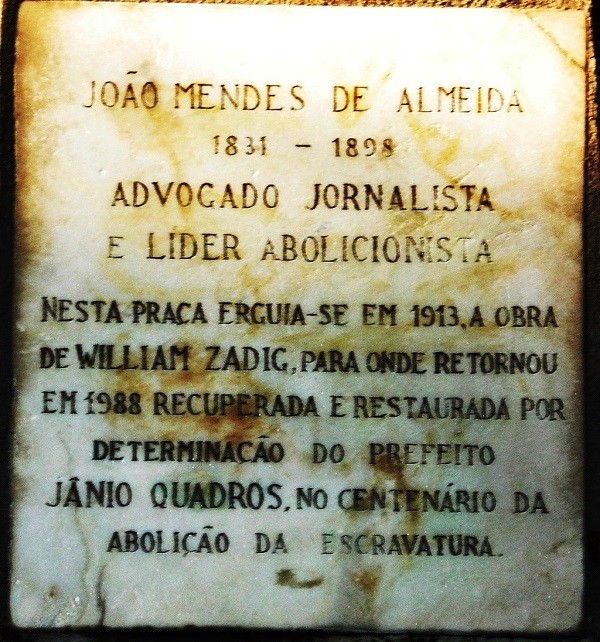 JOÃO MENDES DE ALMEIDA
1831 - 1898
ADVOGADO JORNALISTA
E LÍDER ABOLICIONISTA
NESTA PRAÇA ERGUIA-SE EM 1913, A OBRA
DE WILLIAM ZADIG, PARA ONDE RETORNOU
EM 1988 RECUPERADA E RESTAURADA POR
DETERMINAÇÃO DO PREFEITO
JÂNIO QUADROS, NO CENTENÁRIO DA
ABOLIÇÃO DA ESCRAVATURA.